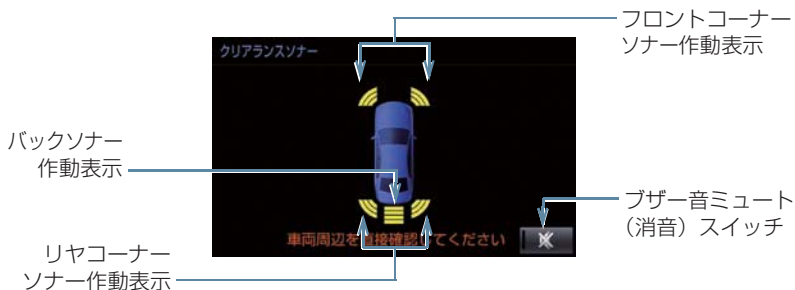 フロントコーナー
ソナー作動表示
クリアランスソナー
バックソナー
作動表示
ブザー音ミュート
（消音）スイッチ
車両周辺を直接確認してください
リヤコーナー
ソナー作動表示